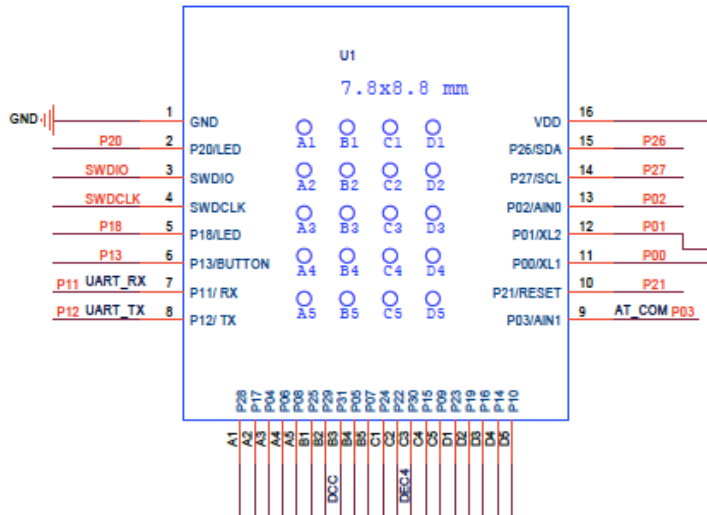 U1
7.8x8.8 mm
GND 1 GND
P20 2 P20/LED
SWDIO 3 SWDIO
SWDCLK 4 SWDCLK
P18 5 P18/LED
P13 6 P13/BUTTON
P11 UART_RX 7 P11/ RX
P12 UART_TX 8 P12/ TX
A1 B1 C1 D1
A2 B2 C2 D2
A3 B3 C3 D3
A4 B4 C4 D4
A5 B5 C5 D5
VDD 16
P26/SDA 15 P26
P27/SCL 14 P27
P02/AIN0 13 P02
P01/XL2 12 P01
P00/XL1 11 P00
P21/RESET 10 P21
P03/AIN1 9 AT_COM P03
P28 P17 P04 P06 P08 P25 P29 P31 P05 P07 P24 P22 P30 P15 P09 P23 P19 P16 P14 P10
A1 A2 A3 A4 A5 B1 B2 B3 B4 B5 C1 C2 C3 C4 C5 D1 D2 D3 D4 D5
DCC DEC4